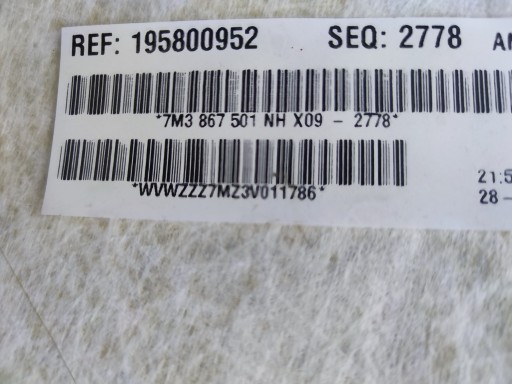 REF: 195800952 SEQ: 2778
*7M3 867 501 NH X09 - 2778*
*WVWZZZ7MZ3V011786*
21:5
28-